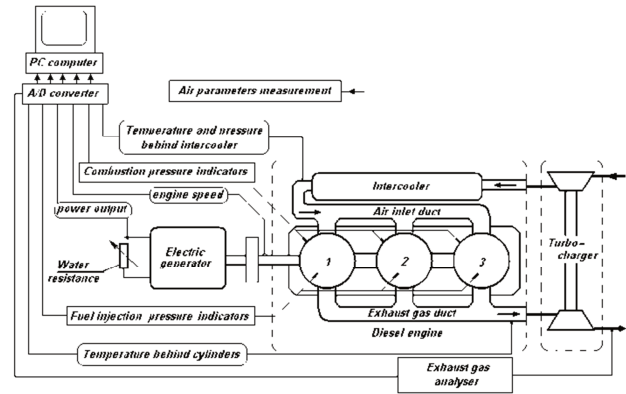 PC computer
A/D converter
Air parameters measurement
Temperature and pressure
behind intercooler
Combustion pressure indicators
engine speed
power output
Intercooler
Air inlet duct
Turbo-
charger
Electric
generator
1
2
3
Water
resistance
Fuel injection pressure indicators
Exhaust gas duct
Diesel engine
Temperature behind cylinders
Exhaust gas
analyser